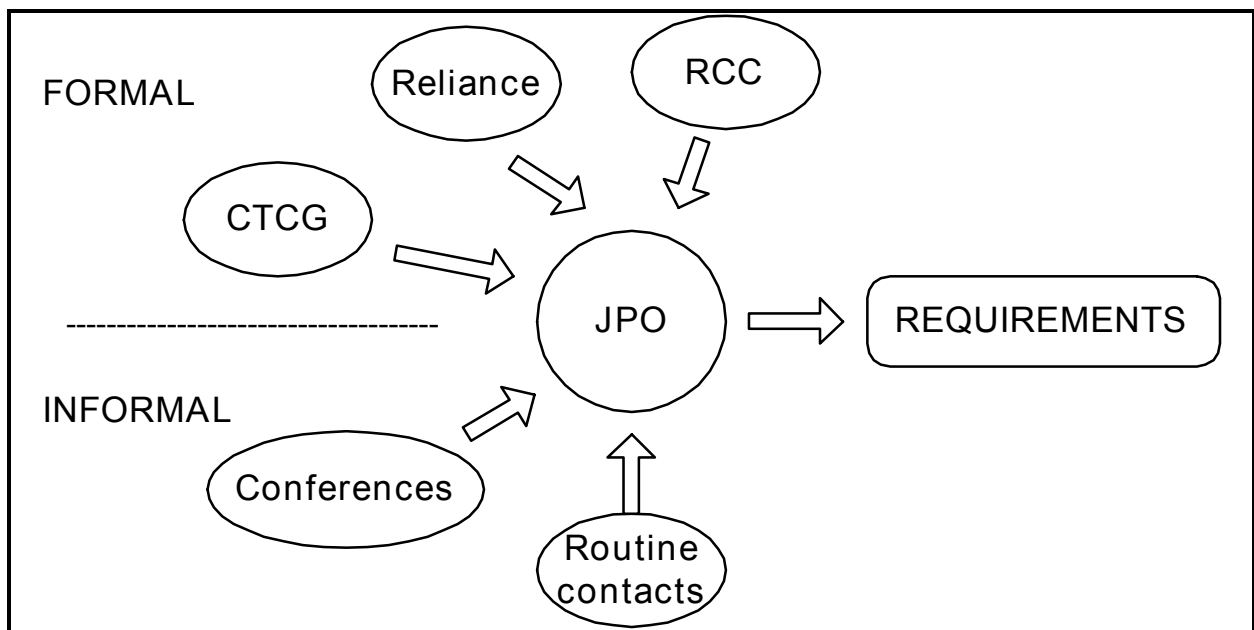 FORMAL
Reliance
RCC
CTCG
JPO
REQUIREMENTS
INFORMAL
Conferences
Routine
contacts